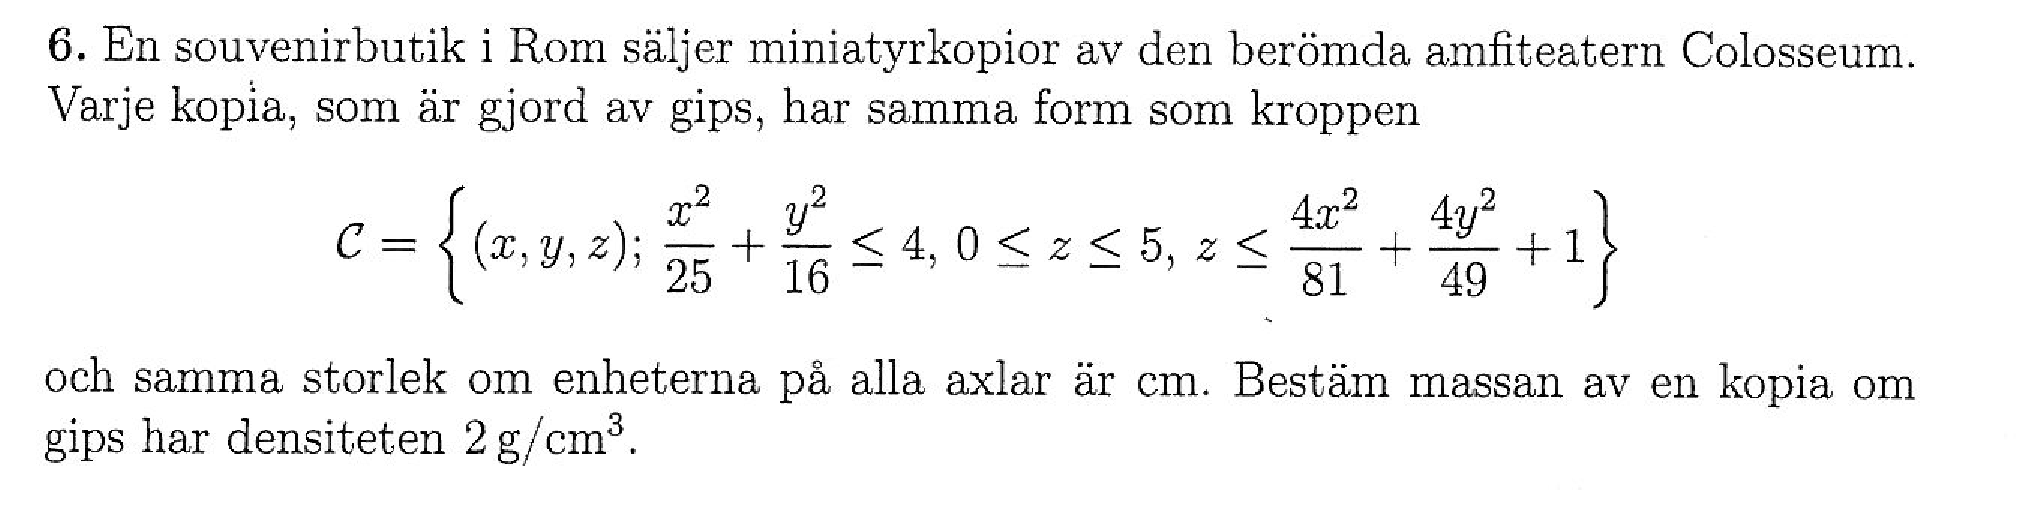 6. En souvenirbutik i Rom säljer miniatyrkopior av den berömda amfiteatern Colosseum.
Varje kopia, som är gjord av gips, har samma form som kroppen
$\mathcal{C} = \left\{(x, y, z); \frac{x^2}{25} + \frac{y^2}{16} \leq 4, 0 \leq z \leq 5, z \leq \frac{4x^2}{81} + \frac{4y^2}{49} + 1\right\}$
och samma storlek om enheterna på alla axlar är cm. Bestäm massan av en kopia om
gips har densiteten 2 g/cm³.